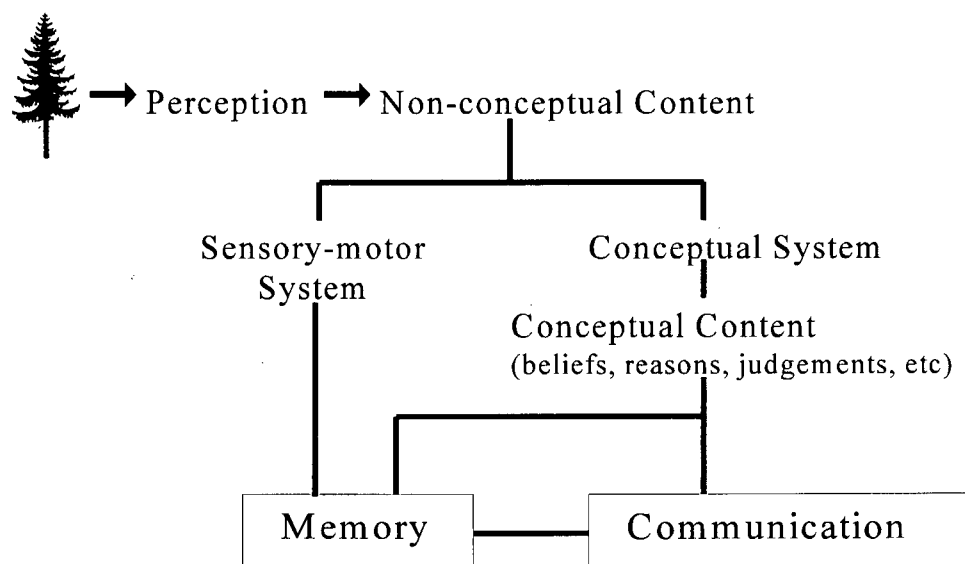 Perception
Non-conceptual Content
Sensory-motor
System
Conceptual System
Conceptual Content
(beliefs, reasons, judgements, etc)
Memory
Communication